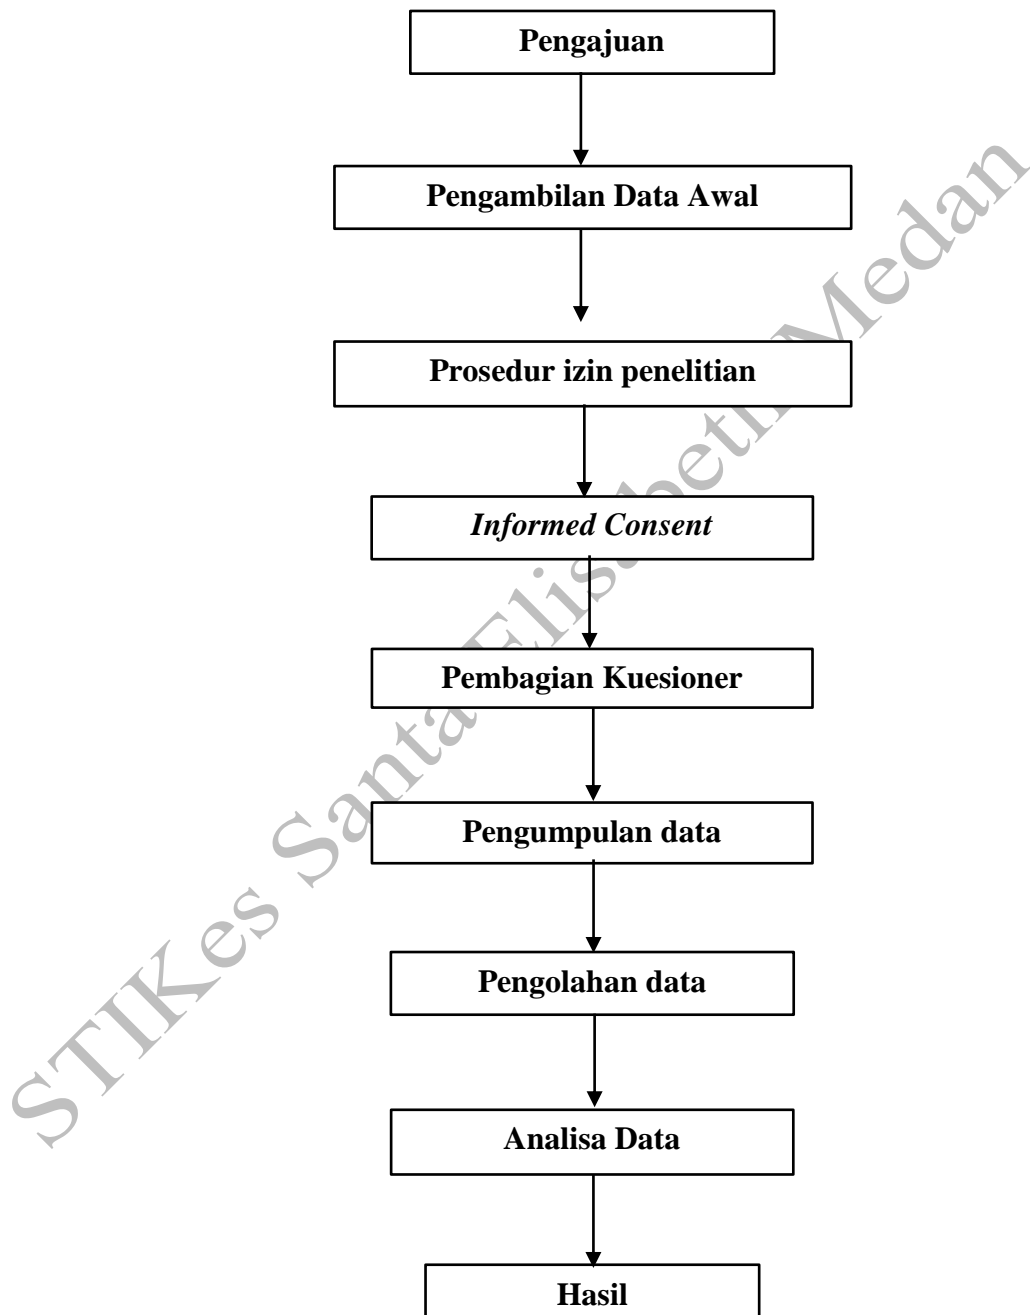 Pengajuan
Pengambilan Data Awal
Prosedur izin penelitian
Informed Consent
Pembagian Kuesioner
Pengumpulan data
Pengolahan data
Analisa Data
Hasil
STIKes Santa Elisabeth Medan